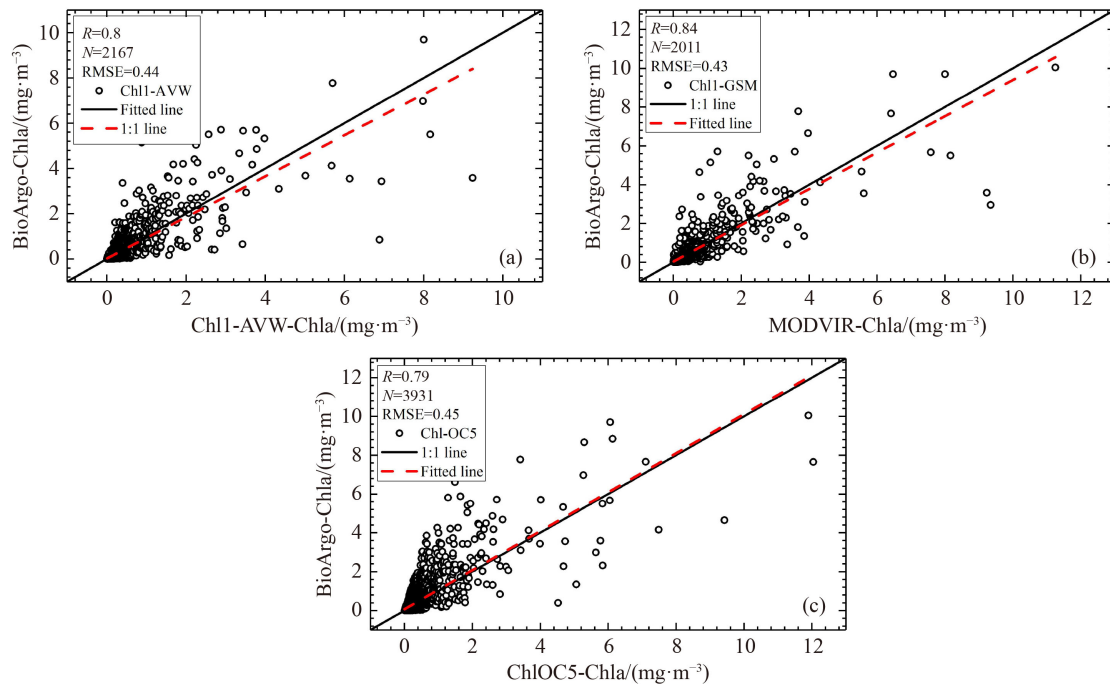 10
8
6
4
2
0
BioArgo-Chla/(mg·m⁻³)
R=0.8
N=2167
RMSE=0.44
Chl1-AVW
Fitted line
1:1 line
(a)
0 2 4 6 8 10
Chl1-AVW-Chla/(mg·m⁻³)
12
10
8
6
4
2
0
BioArgo-Chla/(mg·m⁻³)
R=0.84
N=2011
RMSE=0.43
Chl1-GSM
1:1 line
Fitted line
(b)
0 2 4 6 8 10 12
MODVIR-Chla/(mg·m⁻³)
12
10
8
6
4
2
0
BioArgo-Chla/(mg·m⁻³)
R=0.79
N=3931
RMSE=0.45
Chl-OC5
1:1 line
Fitted line
(c)
0 2 4 6 8 10 12
ChlOC5-Chla/(mg·m⁻³)